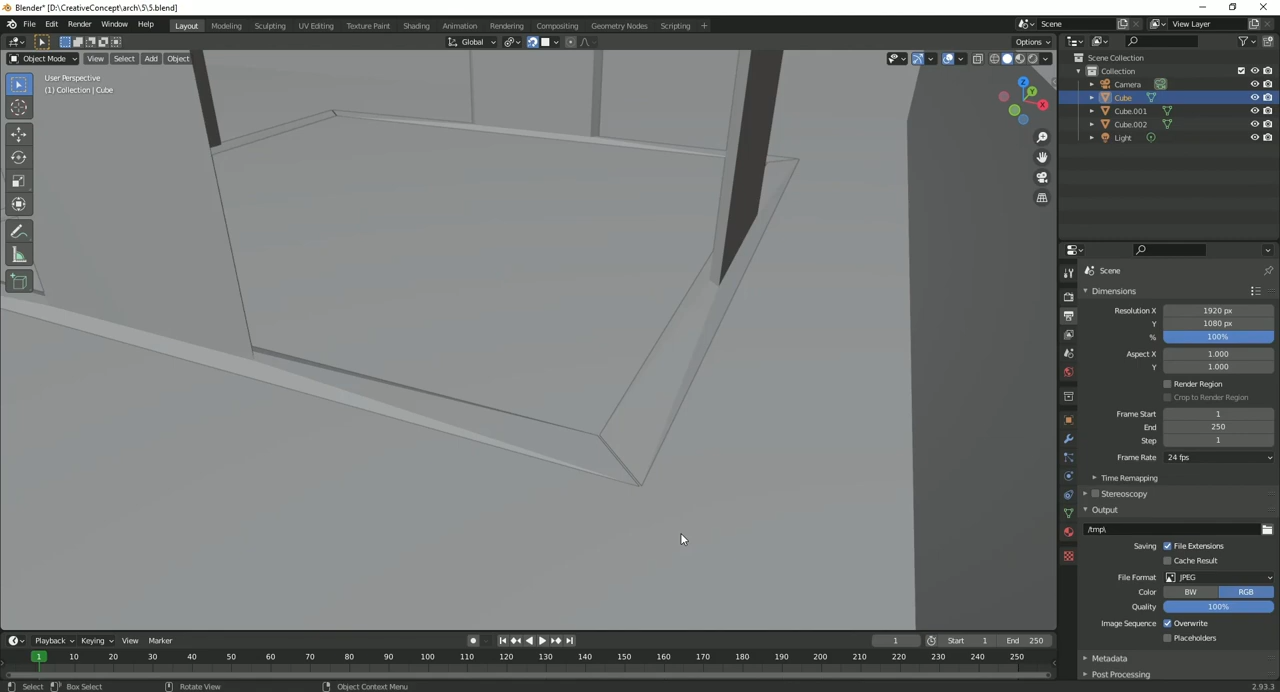 Blender* [D:\CreativeConcept\arch\5\5.blend]
File Edit Render Window Help Layout Modeling Sculpting UV Editing Texture Paint Shading Animation Rendering Compositing Geometry Nodes Scripting + Scene View Layer
Global Options
Object Mode View Select Add Object
User Perspective
(1) Collection | Cube
Z
Y
X
Scene Collection
Collection
Camera
Cube
Cube.001
Cube.002
Light
Scene
Dimensions
Resolution X 1920 px
Y 1080 px
% 100%
Aspect X 1.000
Y 1.000
Render Region
Crop to Render Region
Frame Start 1
End 250
Step 1
Frame Rate 24 fps
Time Remapping
Stereoscopy
Output
/tmp\
Saving File Extensions
Cache Result
File Format JPEG
Color BW RGB
Quality 100%
Image Sequence Overwrite
Placeholders
Metadata
Post Processing
Playback Keying View Marker 1 Start 1 End 250
1 10 20 30 40 50 60 70 80 90 100 110 120 130 140 150 160 170 180 190 200 210 220 230 240 250
Select Box Select Rotate View Object Context Menu 2.93.3